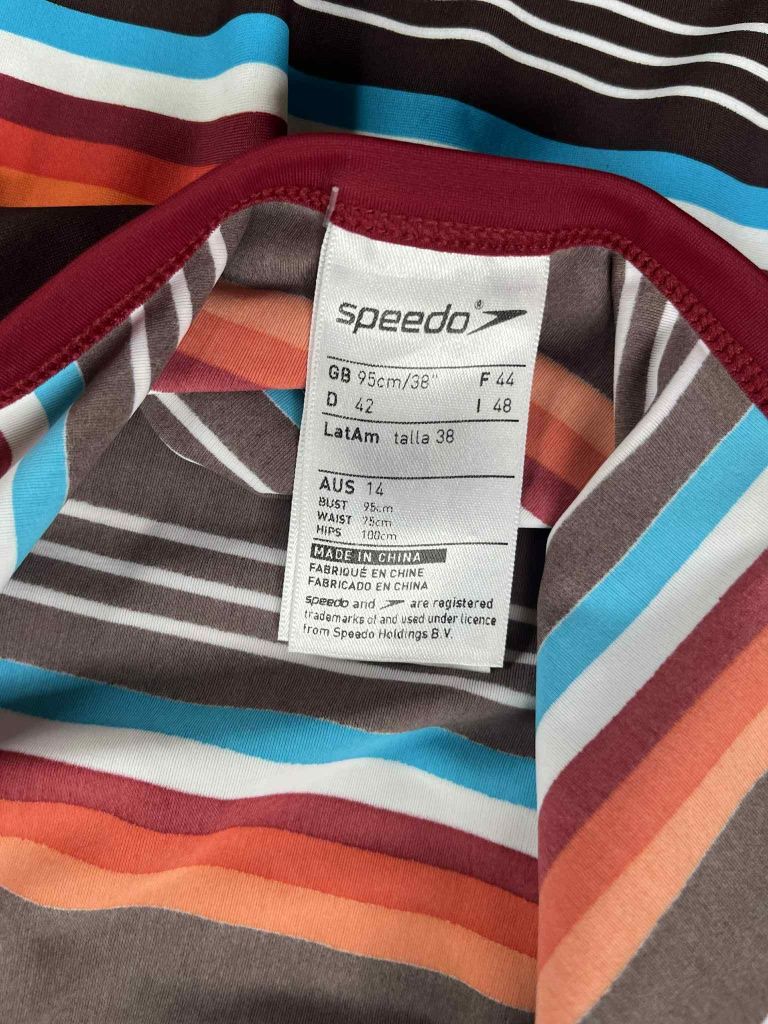 speedo®
GB 95cm/38" F 44
D 42 I 48
LatAm talla 38
AUS 14
BUST 95cm
WAIST 75cm
HIPS 100cm
MADE IN CHINA
FABRIQUÉ EN CHINE
FABRICADO EN CHINA
speedo and are registered
trademarks of and used under licence
from Speedo Holdings B.V.